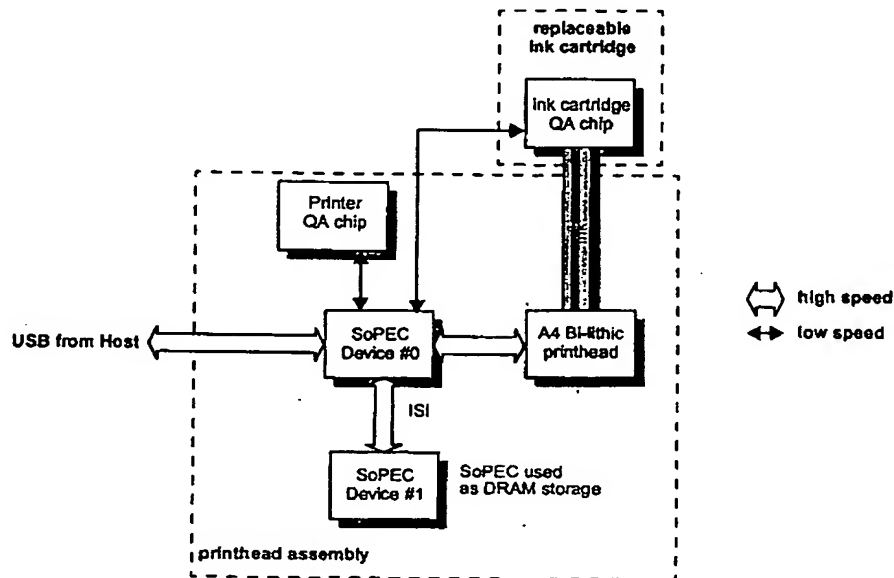 replaceable
ink cartridge
ink cartridge
QA chip
Printer
QA chip
ink
high speed
low speed
USB from Host
SoPEC
Device #0
A4 Bi-lithic
printhead
ISI
SoPEC
Device #1
SoPEC used
as DRAM storage
printhead assembly